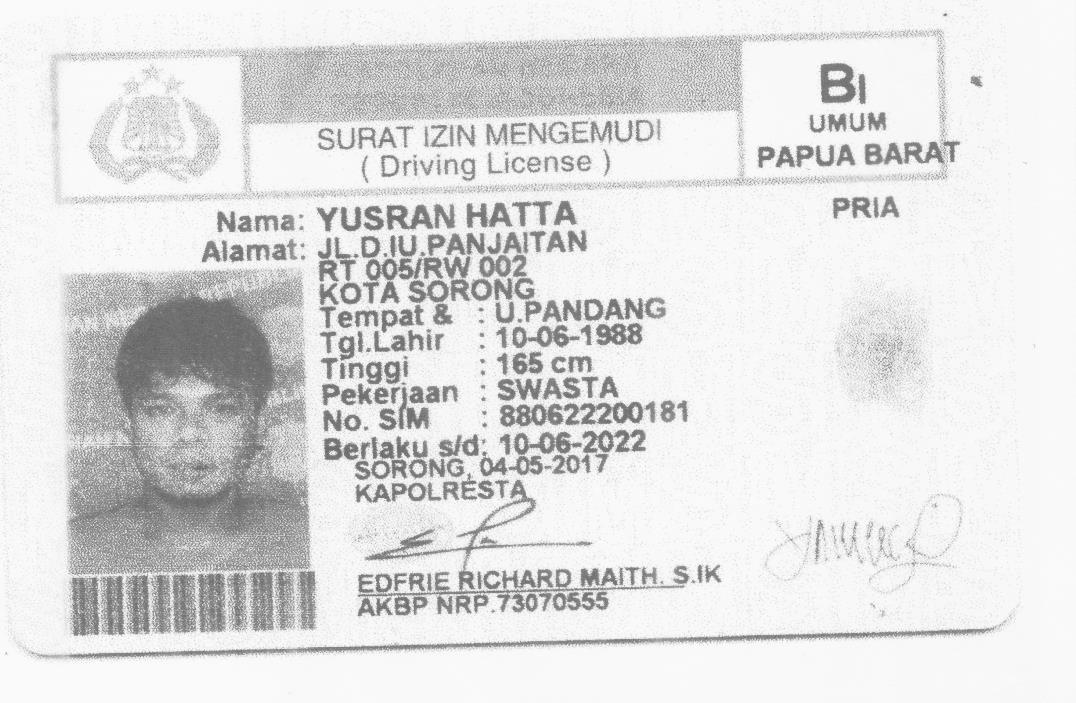 SURAT IZIN MENGEMUDI
( Driving License )
BI
UMUM
PAPUA BARAT
PRIA
Nama: YUSRAN HATTA
Alamat: JL.D.IU.PANJAITAN
RT 005/RW 002
KOTA SORONG
Tempat & : U.PANDANG
Tgl.Lahir : 10-06-1988
Tinggi : 165 cm
Pekerjaan : SWASTA
No. SIM : 880622200181
Berlaku s/d: 10-06-2022
SORONG, 04-05-2017
KAPOLRESTA
EDFRIE RICHARD MAITH. S.IK
AKBP NRP.73070555